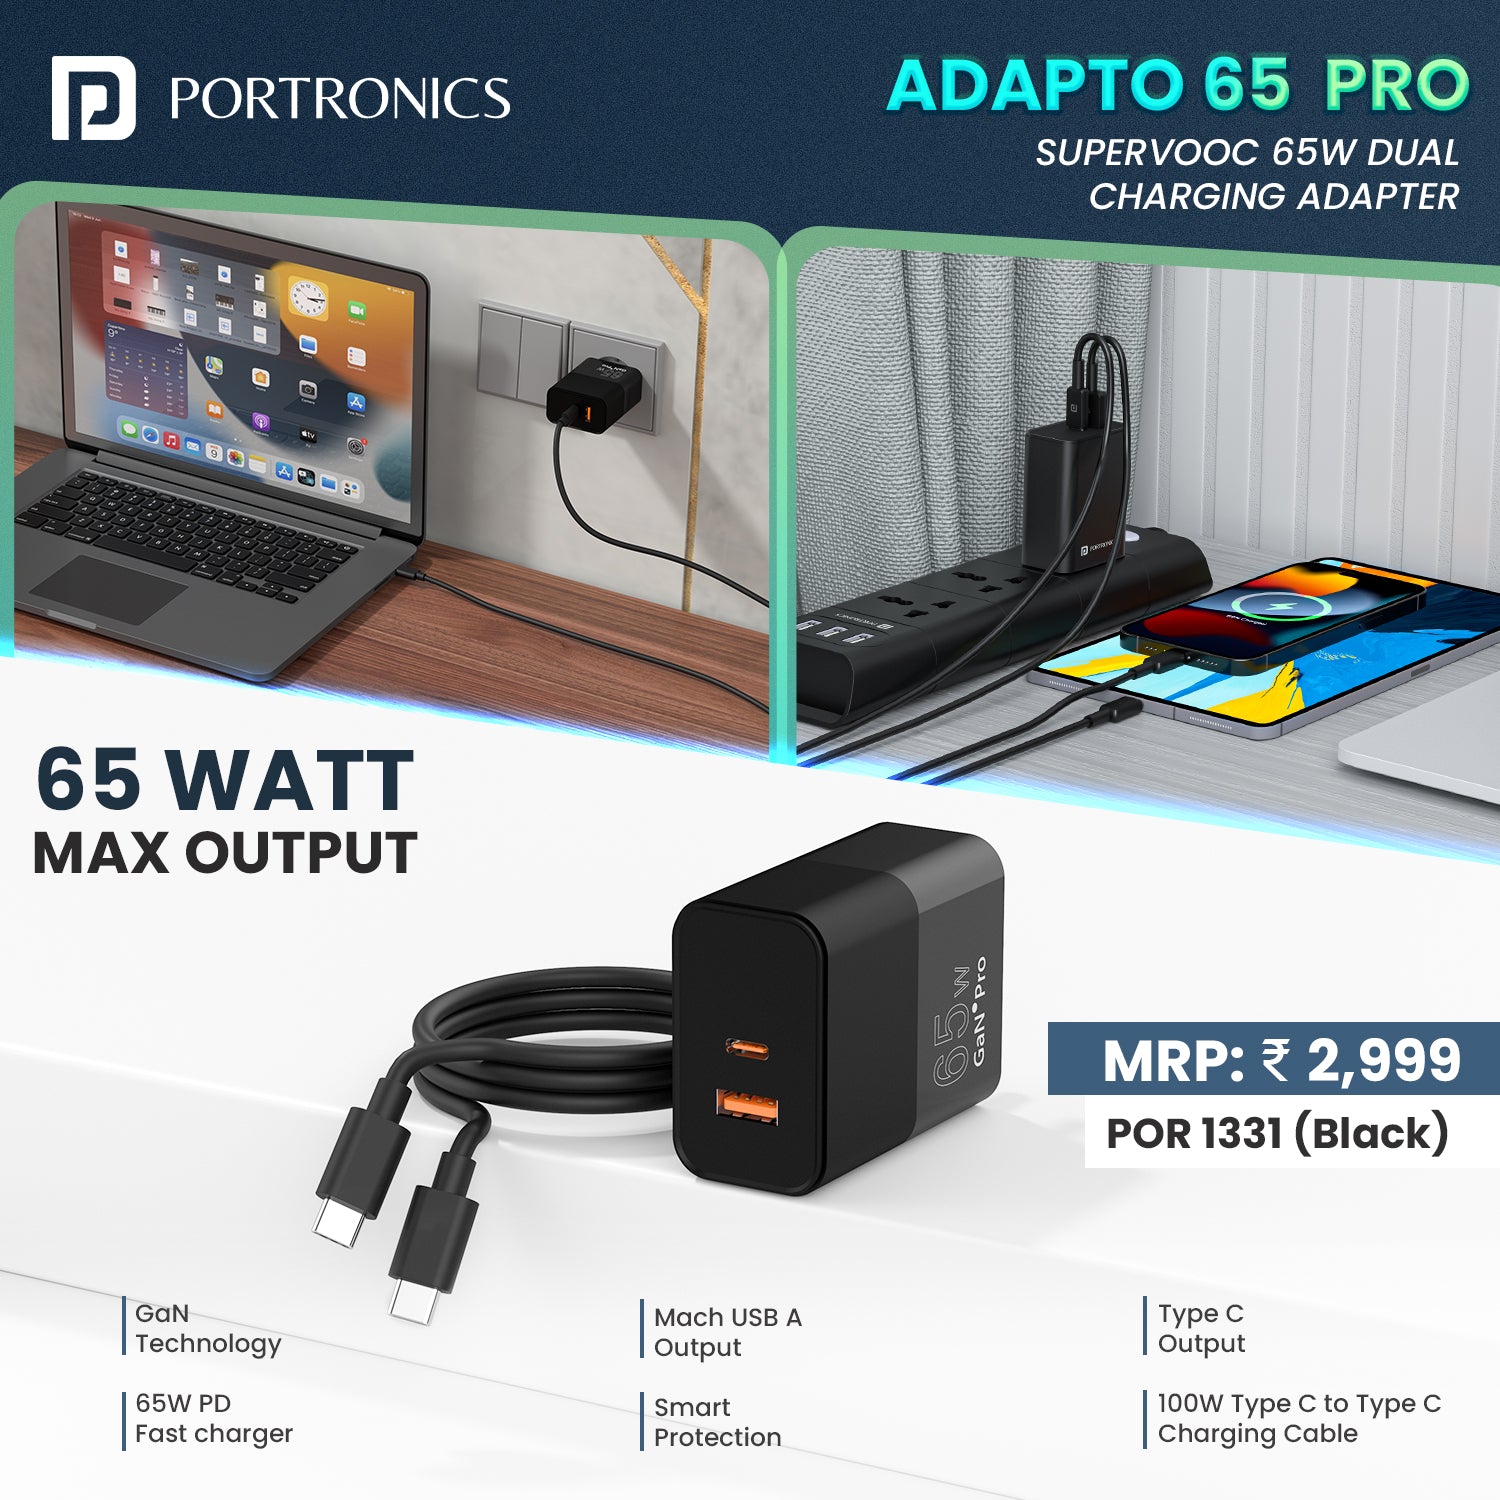 PORTRONICS
ADAPTO 65 PRO
SUPERVOOC 65W DUAL
CHARGING ADAPTER
65 WATT
MAX OUTPUT
65W
GaN Pro
MRP: ₹ 2,999
POR 1331 (Black)
GaN
Technology
Mach USB A
Output
Type C
Output
65W PD
Fast charger
Smart
Protection
100W Type C to Type C
Charging Cable